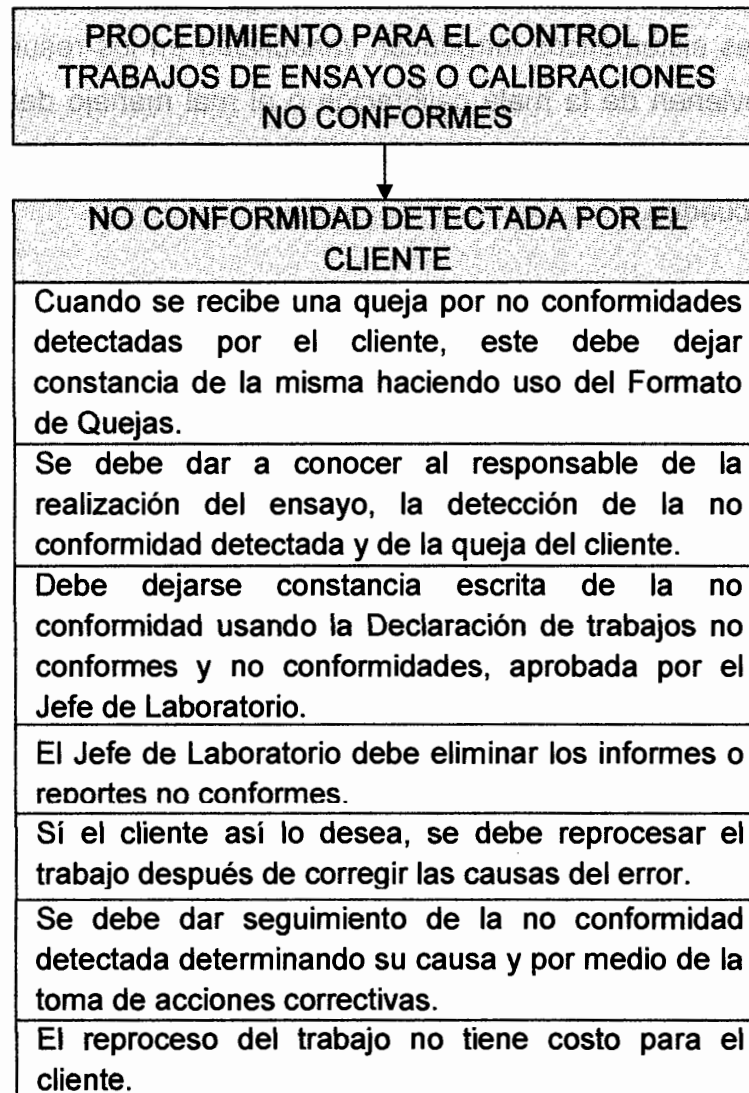 PROCEDIMIENTO PARA EL CONTROL DE
TRABAJOS DE ENSAYOS O CALIBRACIONES
NO CONFORMES
NO CONFORMIDAD DETECTADA POR EL
CLIENTE
Cuando se recibe una queja por no conformidades
detectadas por el cliente, este debe dejar
constancia de la misma haciendo uso del Formato
de Quejas.
Se debe dar a conocer al responsable de la
realización del ensayo, la detección de la no
conformidad detectada y de la queja del cliente.
Debe dejarse constancia escrita de la no
conformidad usando la Declaración de trabajos no
conformes y no conformidades, aprobada por el
Jefe de Laboratorio.
El Jefe de Laboratorio debe eliminar los informes o
reportes no conformes.
Sí el cliente así lo desea, se debe reprocesar el
trabajo después de corregir las causas del error.
Se debe dar seguimiento de la no conformidad
detectada determinando su causa y por medio de la
toma de acciones correctivas.
El reproceso del trabajo no tiene costo para el
cliente.